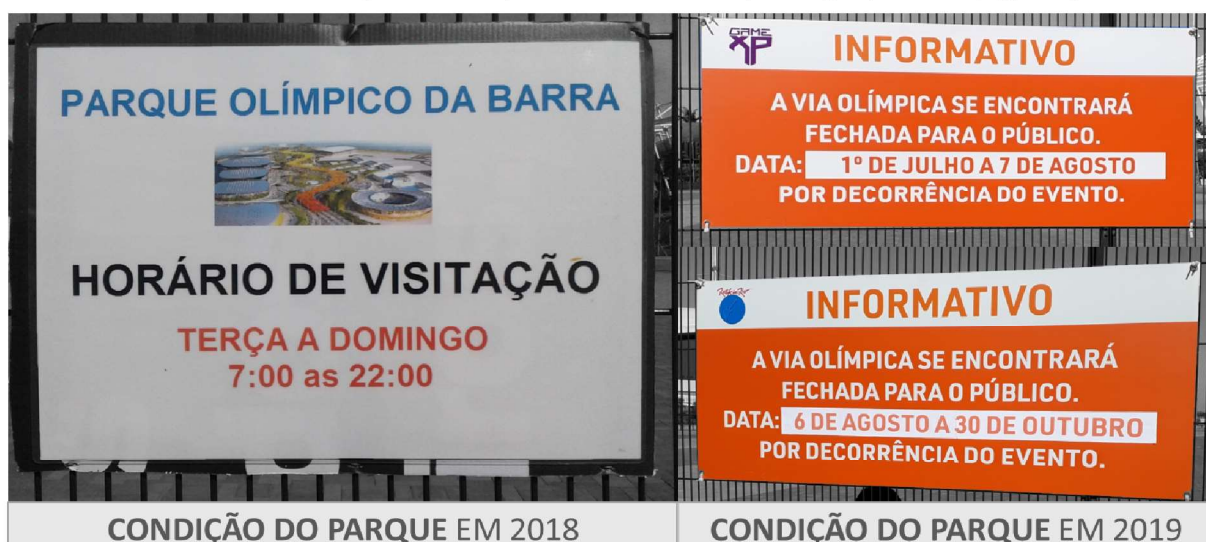 PARQUE OLÍMPICO DA BARRA
HORÁRIO DE VISITAÇÃO
TERÇA A DOMINGO
7:00 as 22:00
CONDIÇÃO DO PARQUE EM 2018
GAME
XP
INFORMATIVO
A VIA OLÍMPICA SE ENCONTRARÁ
FECHADA PARA O PÚBLICO.
DATA: 1º DE JULHO A 7 DE AGOSTO
POR DECORRÊNCIA DO EVENTO.
INFORMATIVO
A VIA OLÍMPICA SE ENCONTRARÁ
FECHADA PARA O PÚBLICO.
DATA: 6 DE AGOSTO A 30 DE OUTUBRO
POR DECORRÊNCIA DO EVENTO.
CONDIÇÃO DO PARQUE EM 2019